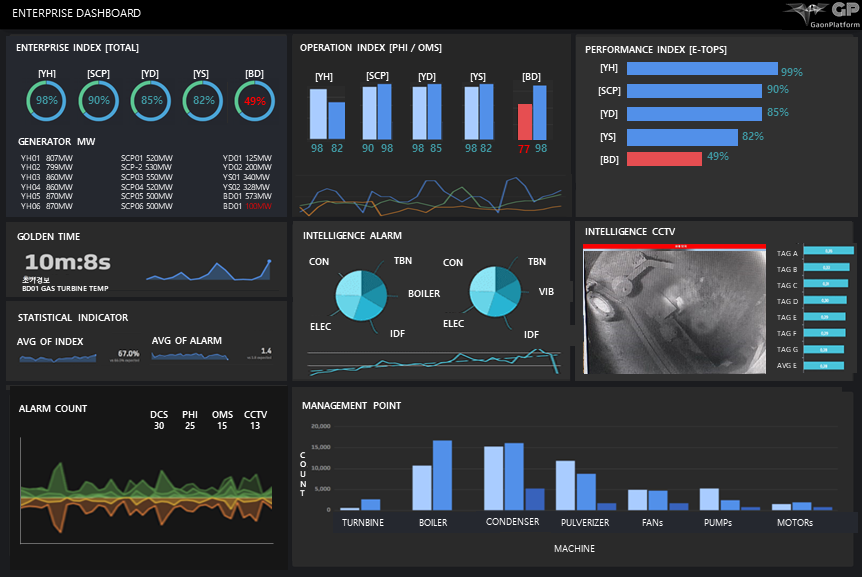 ENTERPRISE DASHBOARD
GP
GaonPlatform
ENTERPRISE INDEX [TOTAL]
[YH] [SCP] [YD] [YS] [BD]
98% 90% 85% 82% 49%
GENERATOR MW
YH01 807MW SCP01 520MW YD01 125MW
YH02 799MW SCP-2 530MW YD02 200MW
YH03 860MW SCP03 550MW YS01 340MW
YH04 860MW SCP04 520MW YS02 328MW
YH05 870MW SCP05 500MW BD01 573MW
YH06 870MW SCP06 500MW BD01 100MW
OPERATION INDEX [PHI / OMS]
[YH] [SCP] [YD] [YS] [BD]
98 82 90 98 98 85 98 82 77 98
PERFORMANCE INDEX [E-TOPS]
[YH] 99%
[SCP] 90%
[YD] 85%
[YS] 82%
[BD] 49%
GOLDEN TIME
10m:8s
초기경보
BD01 GAS TURBINE TEMP
STATISTICAL INDICATOR
AVG OF INDEX
67.0%
AVG OF ALARM
1.4
INTELLIGENCE ALARM
CON TBN BOILER IDF ELEC
CON TBN VIB IDF ELEC
INTELLIGENCE CCTV
TAG A
TAG B
TAG C
TAG D
TAG E
TAG F
TAG G
AVG E
ALARM COUNT
DCS PHI OMS CCTV
30 25 15 13
MANAGEMENT POINT
COUNT
20,000
15,000
10,000
5,000
0
TURNBINE BOILER CONDENSER PULVERIZER FANs PUMPs MOTORs
MACHINE